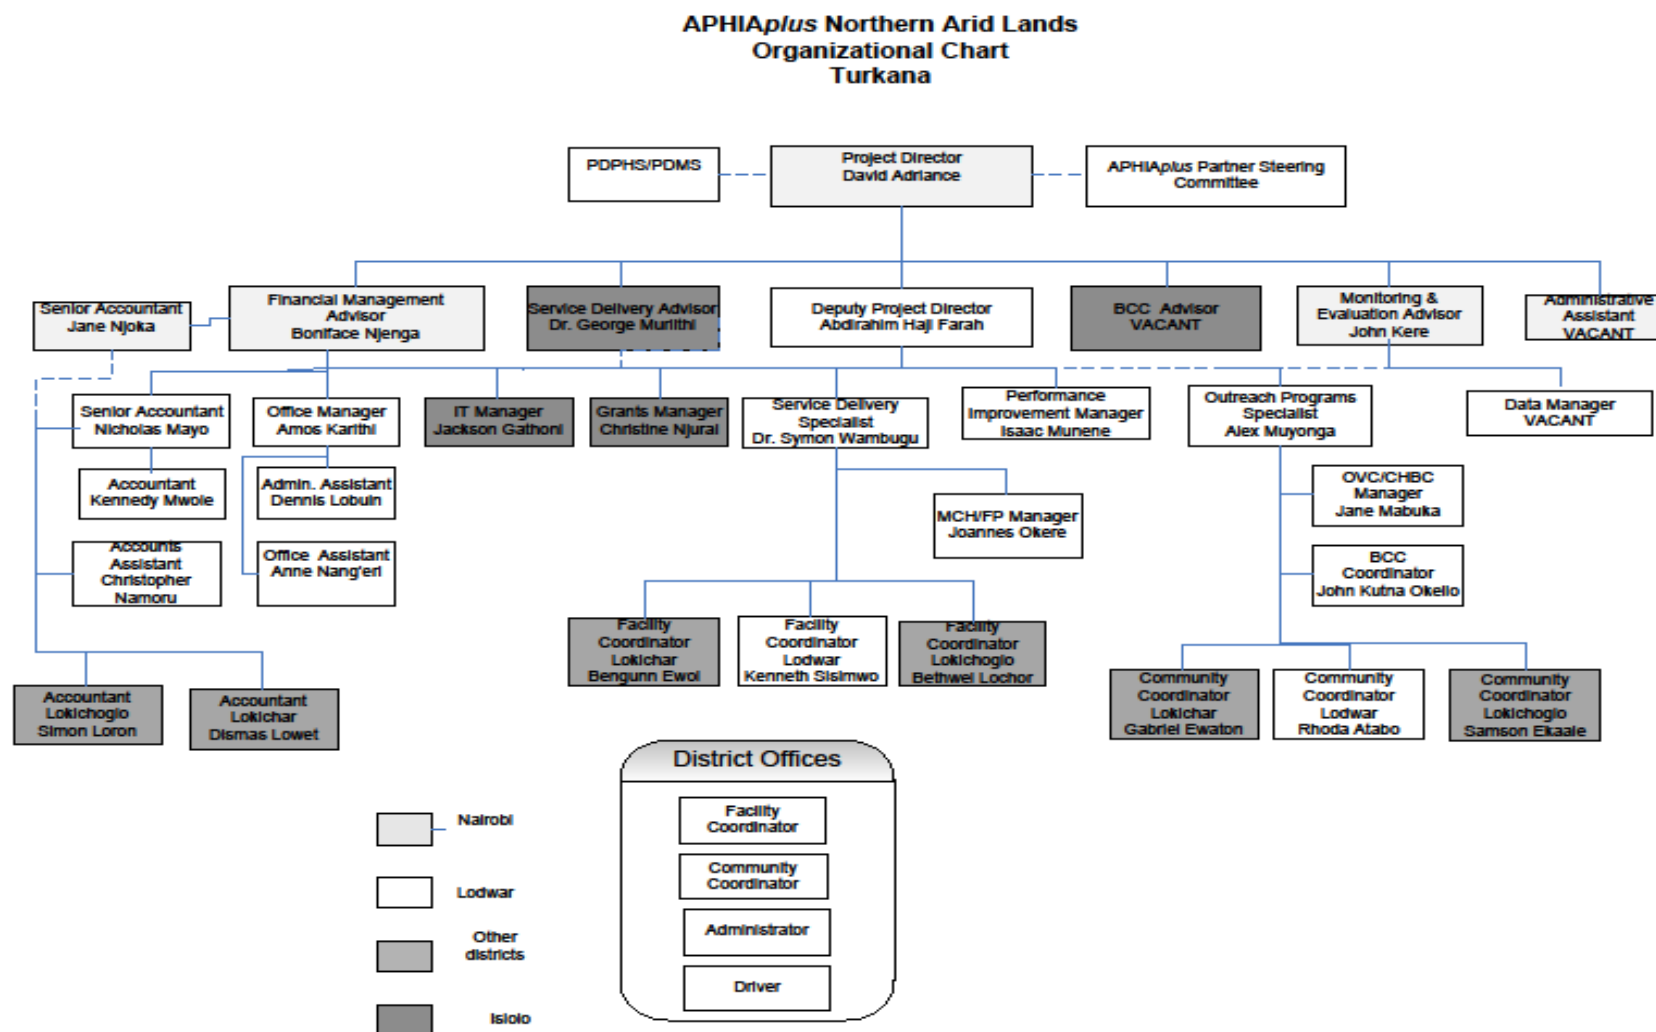 APHIAplus Northern Arid Lands
Organizational Chart
Turkana
PDPHS/PDMS
Project Director
David Adriance
APHIAplus Partner Steering
Committee
Senior Accountant
Jane Njoka
Financial Management
Advisor
Boniface Njenga
Service Delivery Advisor
Dr. George Muriithi
Deputy Project Director
Abdirahim Haji Farah
BCC Advisor
VACANT
Monitoring &
Evaluation Advisor
John Kere
Administrative
Assistant
VACANT
Senior Accountant
Nicholas Mayo
Office Manager
Amos Karithi
IT Manager
Jackson Gathoni
Grants Manager
Christine Njurai
Service Delivery
Specialist
Dr. Symon Wambugu
Performance
Improvement Manager
Isaac Munene
Outreach Programs
Specialist
Alex Muyonga
Data Manager
VACANT
Accountant
Kennedy Mwole
Admin. Assistant
Dennis Lobuin
MCH/FP Manager
Joannes Okere
OVC/CHBC
Manager
Jane Mabuka
Accounts
Assistant
Christopher
Namoru
Office Assistant
Anne Nang'eri
BCC
Coordinator
John Kutna Okello
Facility
Coordinator
Lokichar
Bengunn Ewoi
Facility
Coordinator
Lodwar
Kenneth Sisimwo
Facility
Coordinator
Lokichogio
Bethwel Lochor
Community
Coordinator
Lokichar
Gabriel Ewaton
Community
Coordinator
Lodwar
Rhoda Atabo
Community
Coordinator
Lokichogio
Samson Ekaale
Accountant
Lokichogio
Simon Loron
Accountant
Lokichar
Dismas Lowet
District Offices
Facility
Coordinator
Community
Coordinator
Administrator
Driver
Nairobi
Lodwar
Other
districts
Isiolo